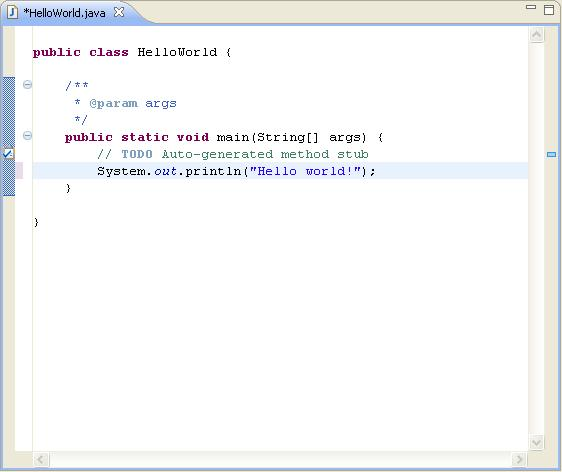 *HelloWorld.java
public class HelloWorld {
/**
* @param args
*/
public static void main(String[] args) {
// TODO Auto-generated method stub
System.out.println("Hello world!");
}
}